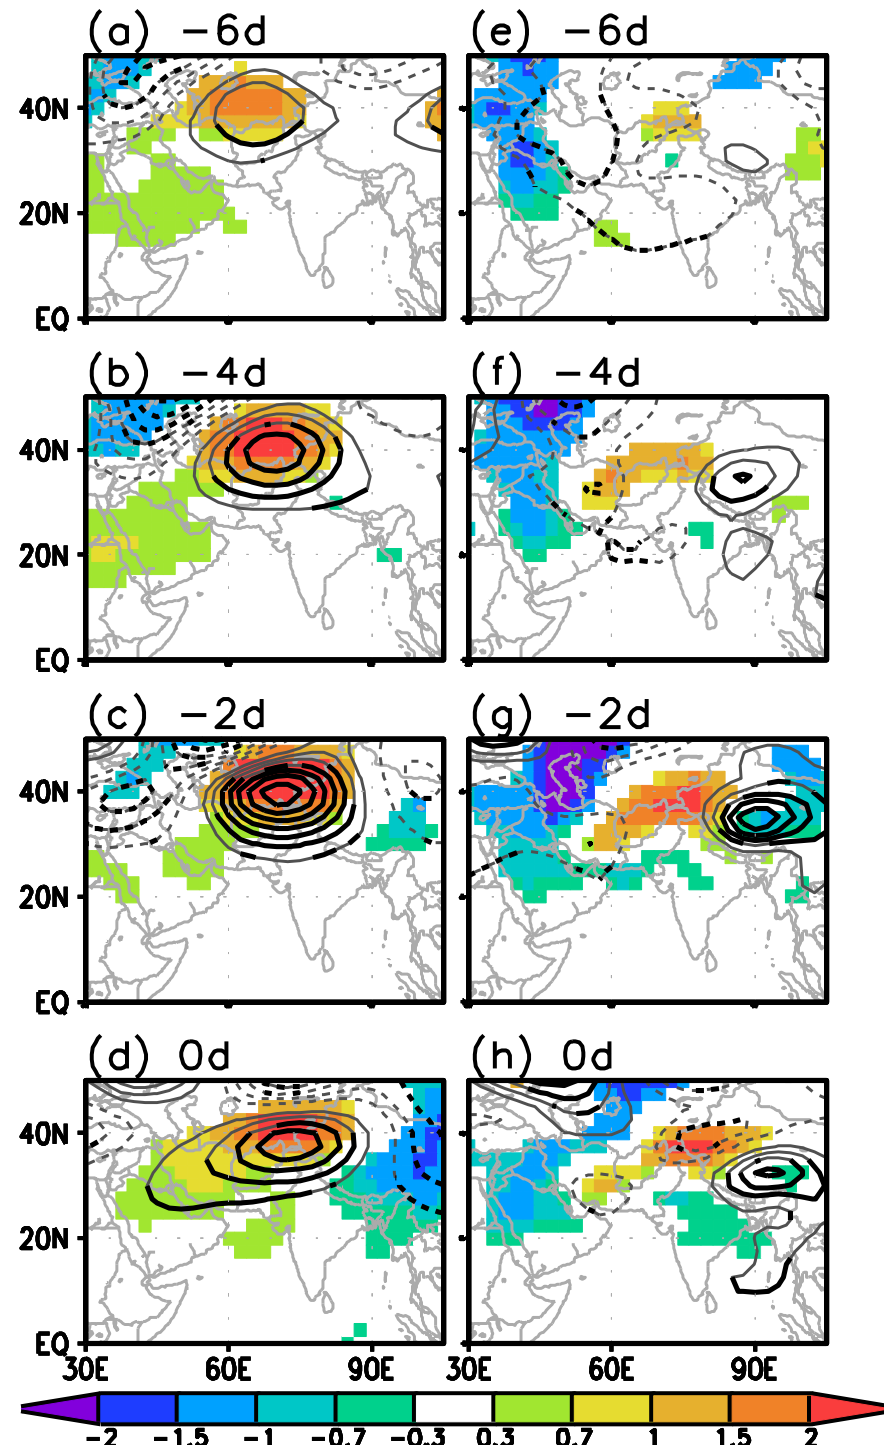 (a) −6d (e) −6d
40N
20N
EQ
(b) −4d (f) −4d
40N
20N
EQ
(c) −2d (g) −2d
40N
20N
EQ
(d) 0d (h) 0d
40N
20N
EQ
30E 60E 90E 30E 60E 90E
−2 −1.5 −1 −0.7 −0.3 0.3 0.7 1 1.5 2